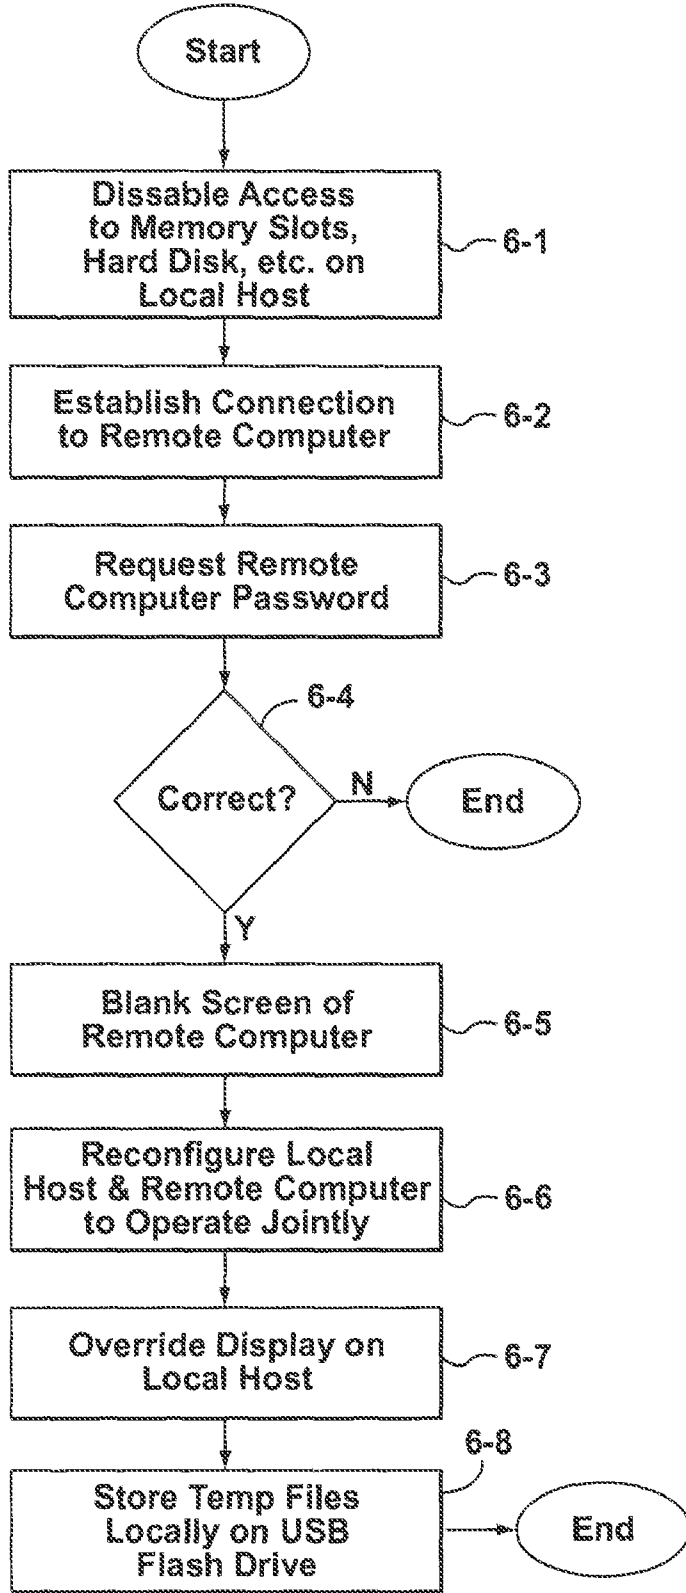 Start
Dissable Access
to Memory Slots,
Hard Disk, etc. on
Local Host
6-1
Establish Connection
to Remote Computer
6-2
Request Remote
Computer Password
6-3
6-4
Correct?
N
End
Y
Blank Screen of
Remote Computer
6-5
Reconfigure Local
Host & Remote Computer
to Operate Jointly
6-6
Override Display on
Local Host
6-7
6-8
Store Temp Files
Locally on USB
Flash Drive
End